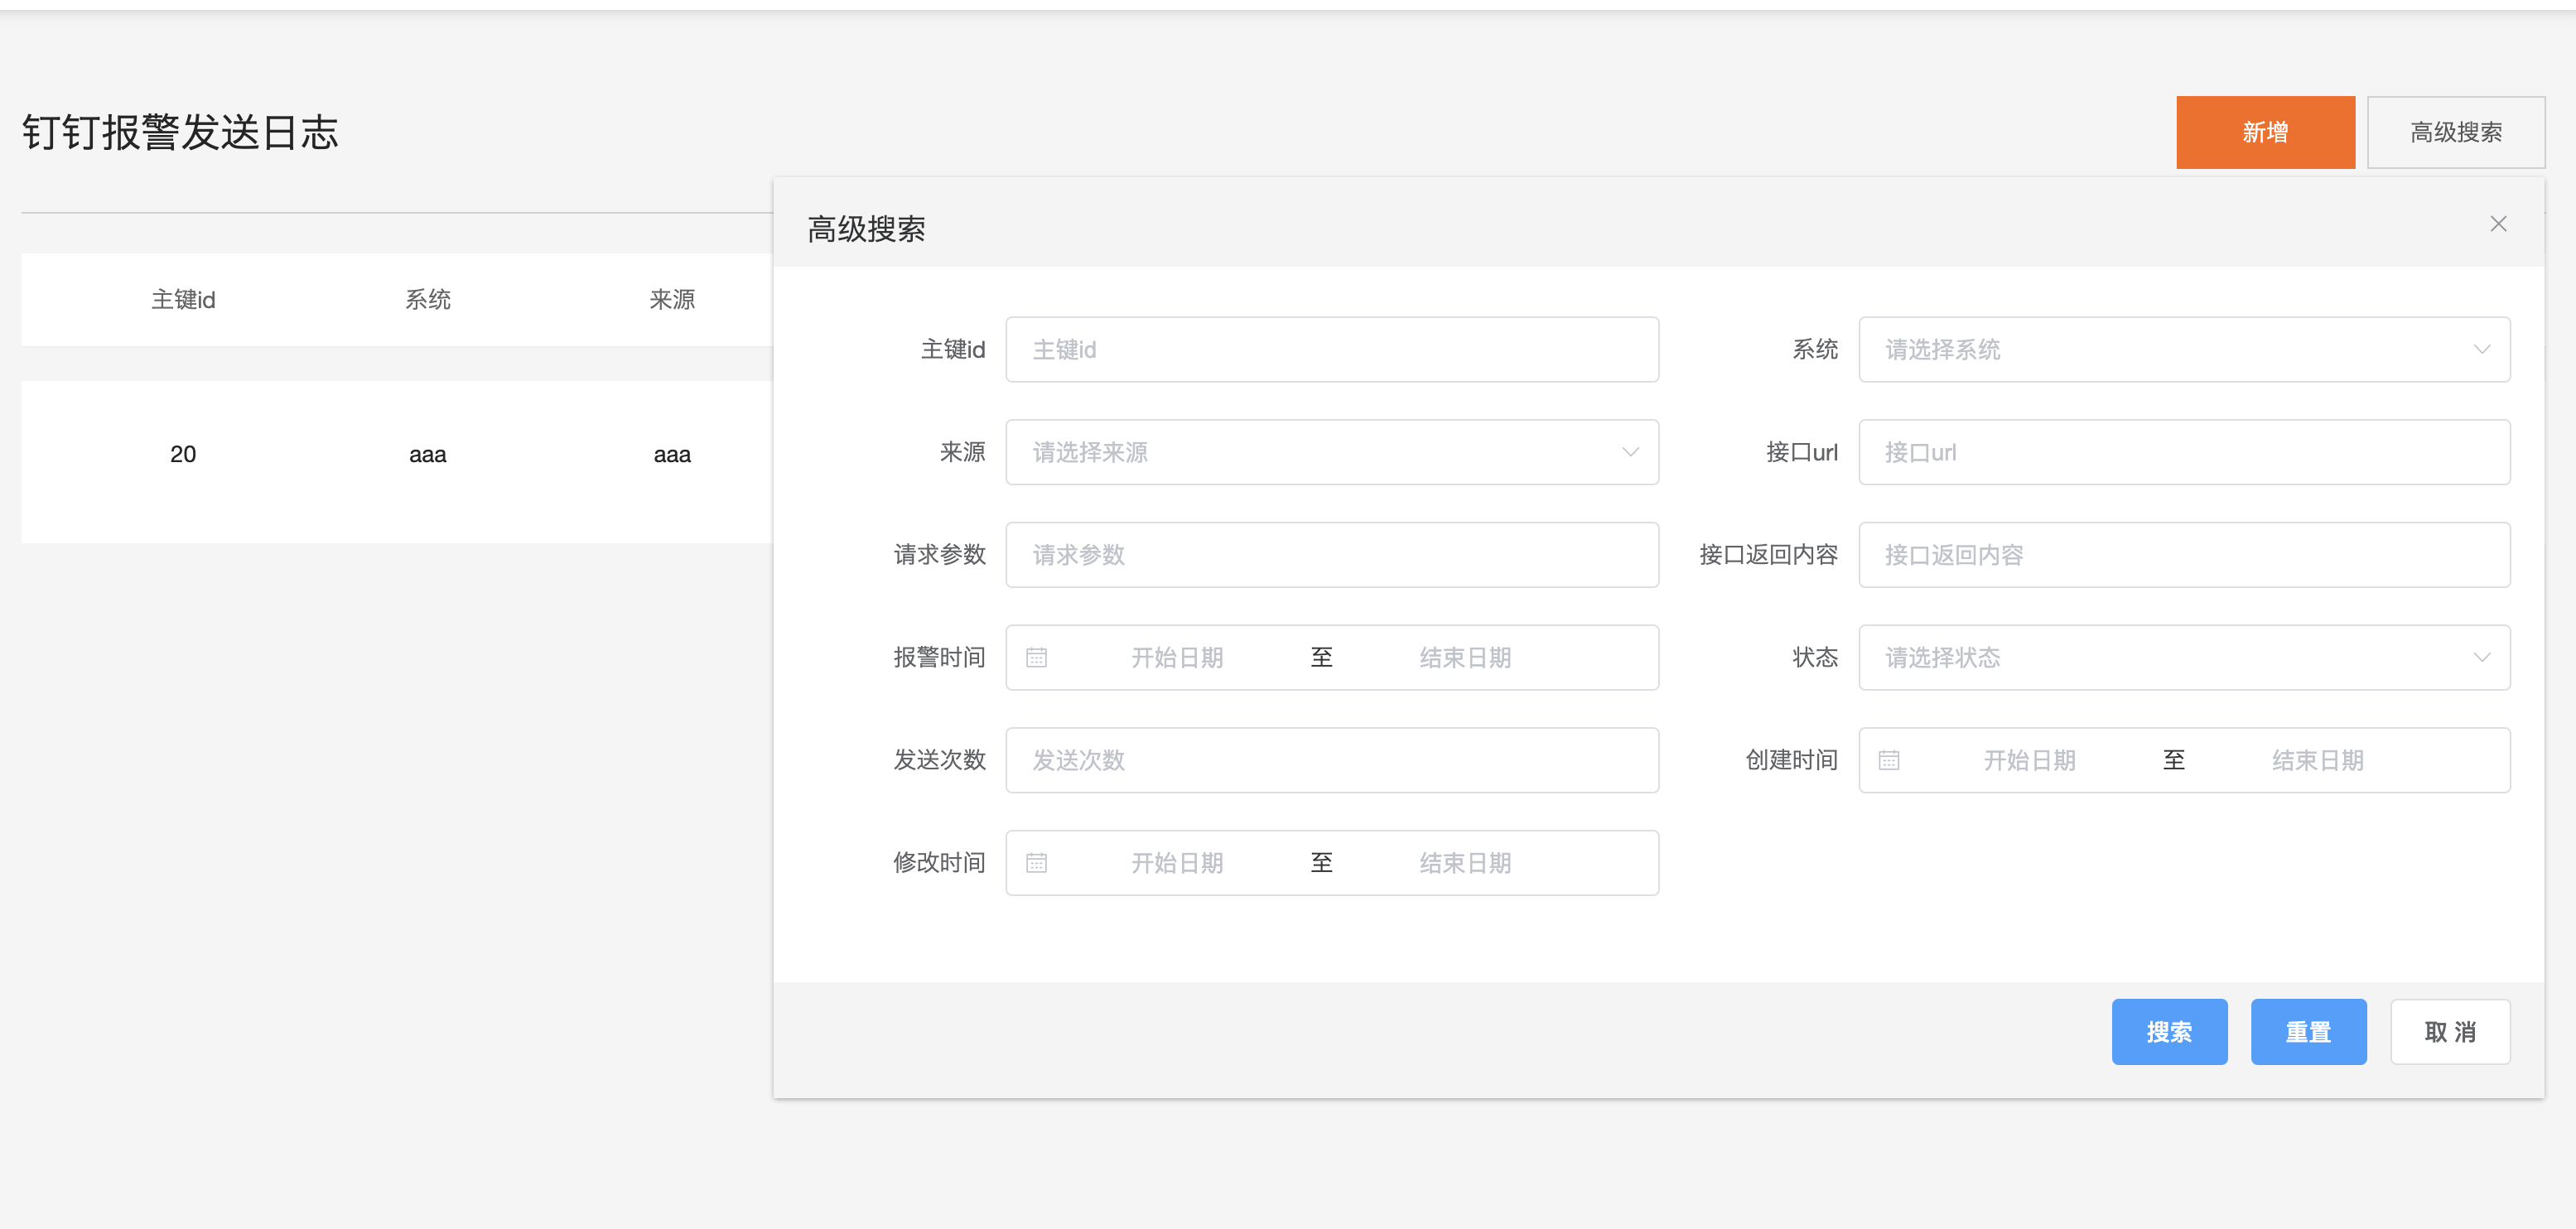 钉钉报警发送日志
新增 高级搜索
高级搜索
主键id 系统 来源
主键id 主键id 系统 请选择系统
20 aaa aaa
来源 请选择来源 接口url 接口url
请求参数 请求参数 接口返回内容 接口返回内容
报警时间 开始日期 至 结束日期 状态 请选择状态
发送次数 发送次数 创建时间 开始日期 至 结束日期
修改时间 开始日期 至 结束日期
搜索 重置 取 消